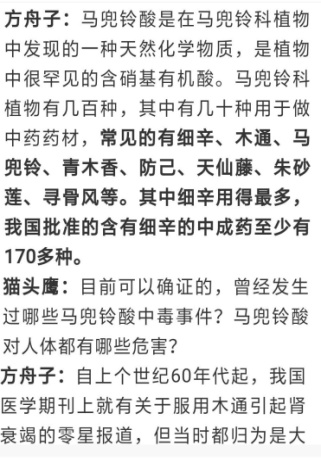 方舟子：马兜铃酸是在马兜铃科植物
中发现的一种天然化学物质，是植物
中很罕见的含硝基有机酸。马兜铃科
植物有几百种，其中有几十种用于做
中药药材，常见的有细辛、木通、马
兜铃、青木香、防己、天仙藤、朱砂
莲、寻骨风等。其中细辛用得最多，
我国批准的含有细辛的中成药至少有
170多种。
猫头鹰：目前可以确证的，曾经发生
过哪些马兜铃酸中毒事件？马兜铃酸
对人体都有哪些危害？
方舟子：自上个世纪60年代起，我国
医学期刊上就有关于服用木通引起肾
衰竭的零星报道，但当时都归为是大